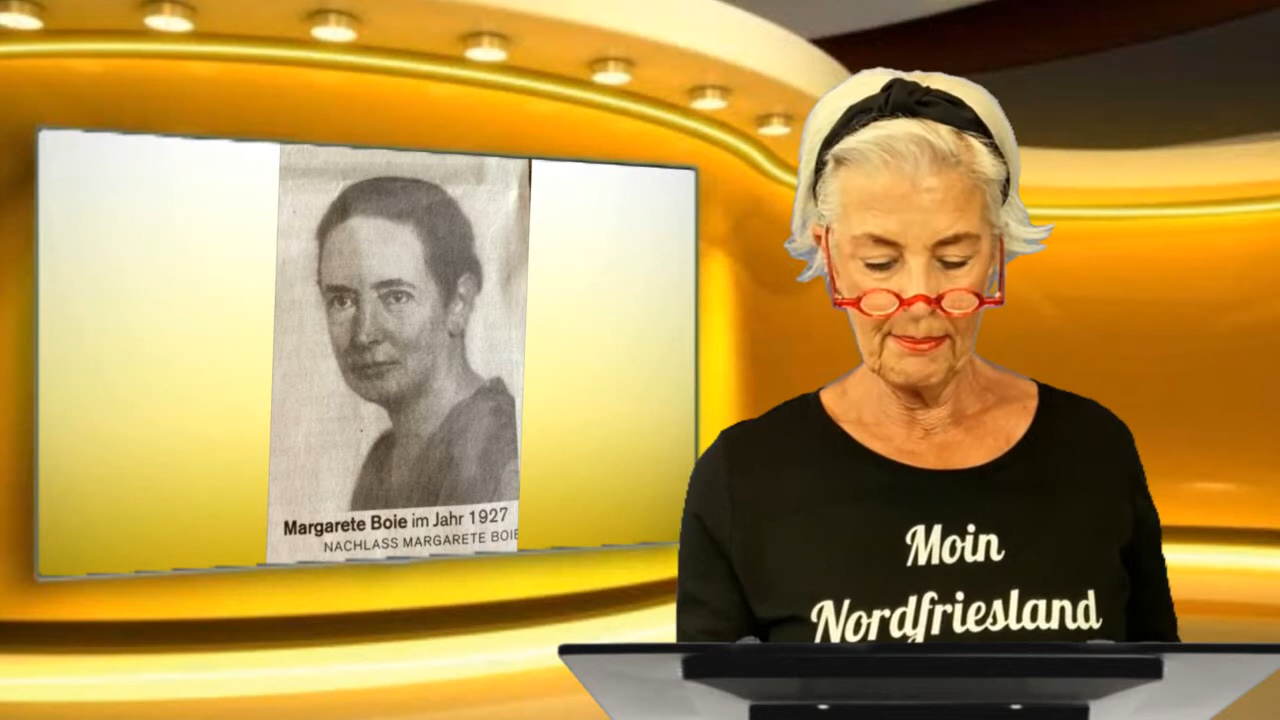 Margarete Boie im Jahr 1927
NACHLASS MARGARETE BOIE
Moin
Nordfriesland